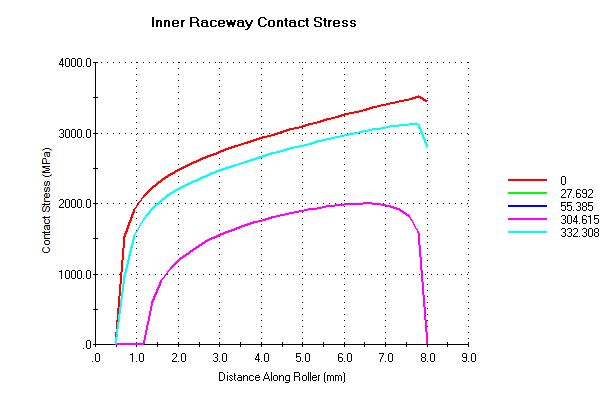 Inner Raceway Contact Stress
4000.0
3000.0
2000.0
1000.0
.0
Contact Stress (MPa)
.0 1.0 2.0 3.0 4.0 5.0 6.0 7.0 8.0 9.0
Distance Along Roller (mm)
0
27.692
55.385
304.615
332.308